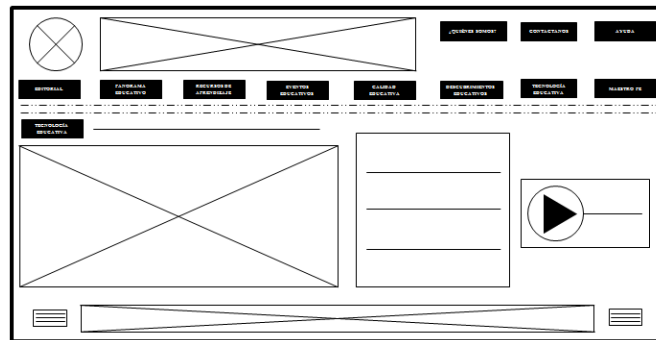 ¿QUIÉNES SOMOS?
CONTACTANOS
AYUDA
EDITORIAL
PANORAMA
EDUCATIVO
RECURSOS DE
APRENDIZAJE
EVENTOS
EDUCATIVOS
CALIDAD
EDUCATIVA
DESCUBRIMIENTOS
EDUCATIVOS
TECNOLOGÍA
EDUCATIVA
MAESTRO FE
TECNOLOGÍA
EDUCATIVA